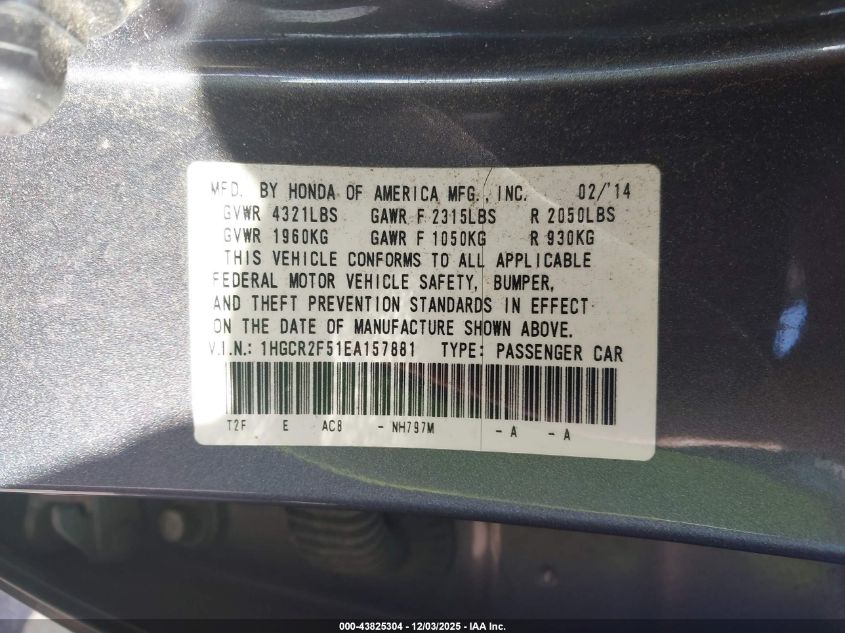 MFD. BY HONDA OF AMERICA MFG., INC. 02/'14
GVWR 4321LBS GAWR F 2315LBS R 2050LBS
GVWR 1960KG GAWR F 1050KG R 930KG
THIS VEHICLE CONFORMS TO ALL APPLICABLE
FEDERAL MOTOR VEHICLE SAFETY, BUMPER,
AND THEFT PREVENTION STANDARDS IN EFFECT
ON THE DATE OF MANUFACTURE SHOWN ABOVE.
V.I.N.: 1HGCR2F51EA157881 TYPE: PASSENGER CAR
T2F E AC8 - NH797M - A - A
000-43825304 - 12/03/2025 - IAA Inc.